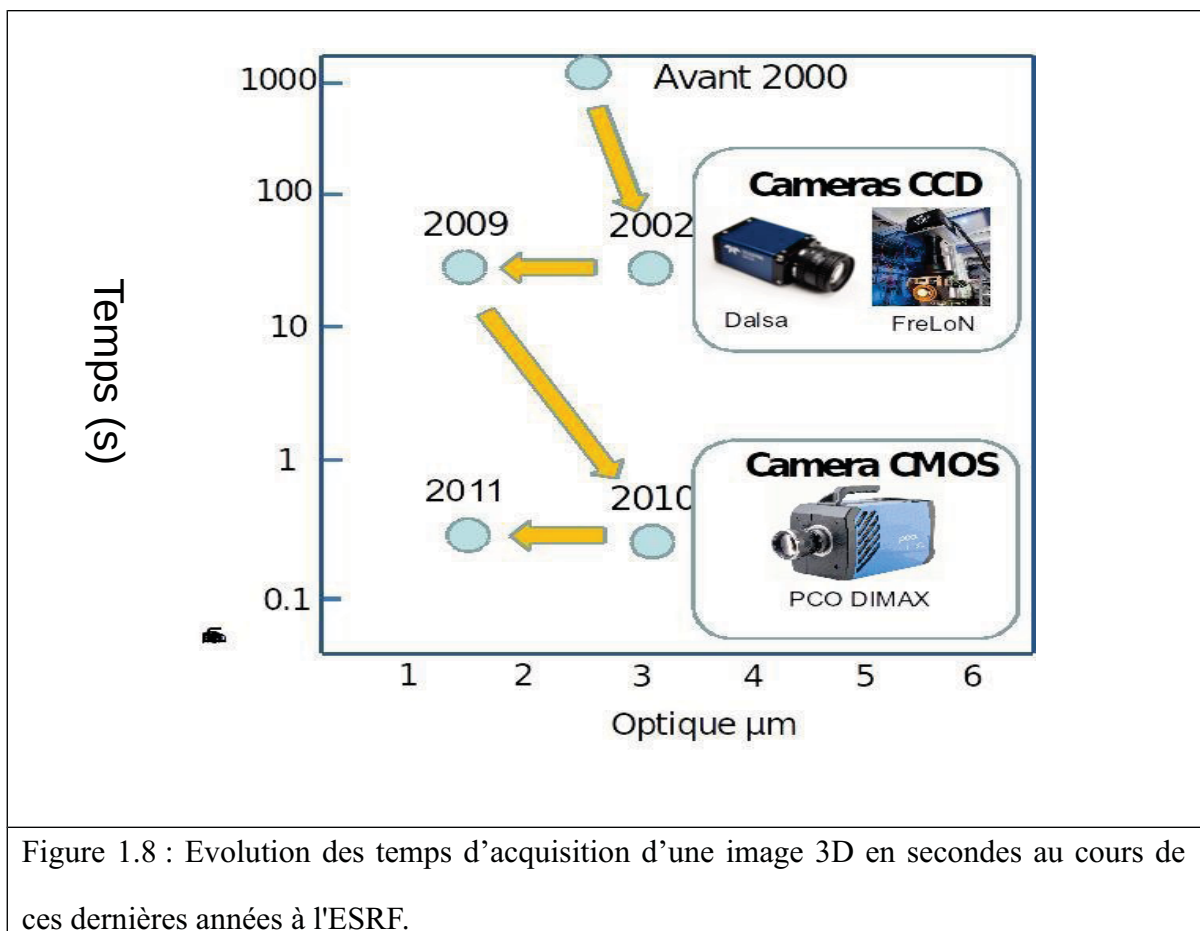 1000
Avant 2000
100
Cameras CCD
2009
2002
Dalsa
FreLoN
10
Temps (s)
1
Camera CMOS
2011
2010
PCO DIMAX
0.1
1 2 3 4 5 6
Optique µm
Figure 1.8 : Evolution des temps d’acquisition d’une image 3D en secondes au cours de
ces dernières années à l'ESRF.